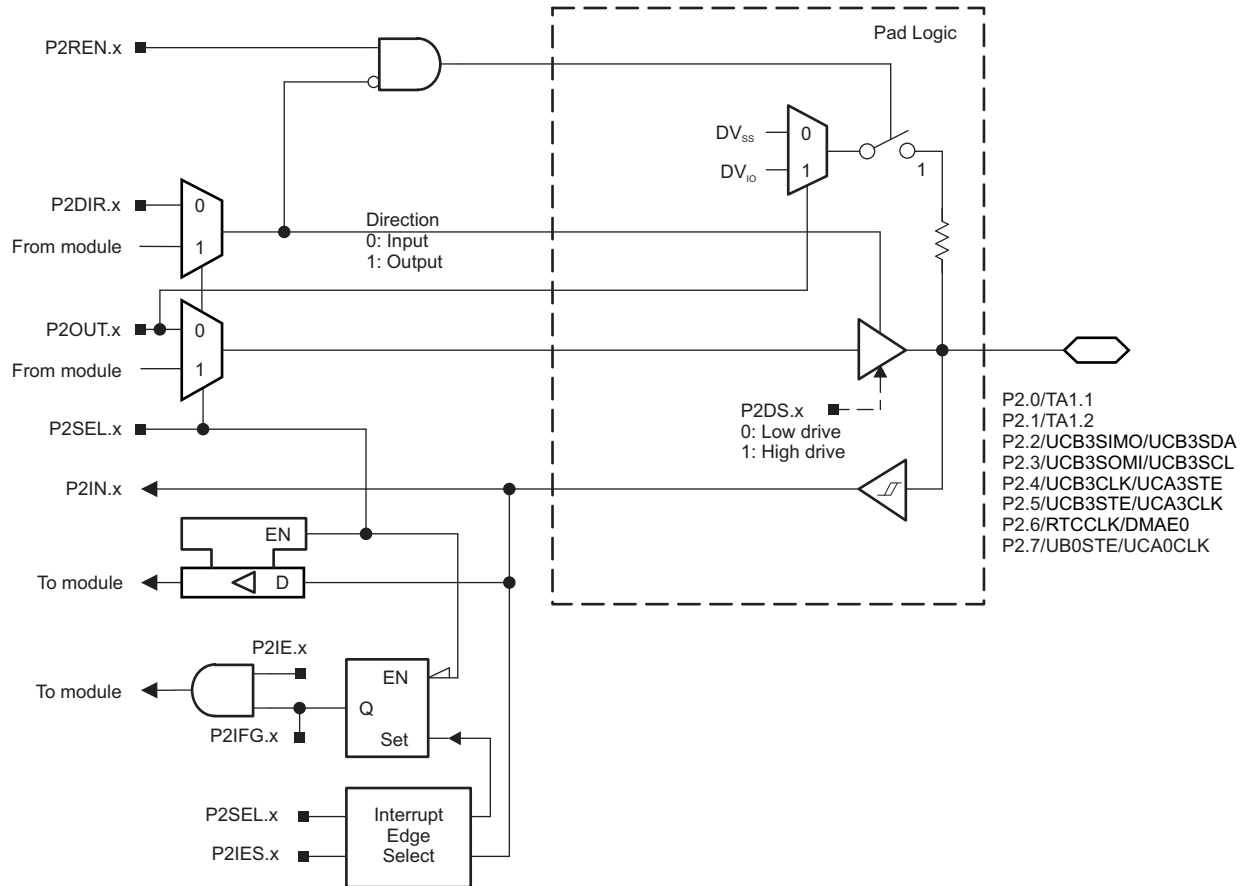 P2REN.x
Pad Logic
DVSS
0
DVIO
1
1
P2DIR.x
0
From module
1
Direction
0: Input
1: Output
P2OUT.x
0
From module
1
P2SEL.x
P2DS.x
0: Low drive
1: High drive
P2.0/TA1.1
P2.1/TA1.2
P2.2/UCB3SIMO/UCB3SDA
P2.3/UCB3SOMI/UCB3SCL
P2.4/UCB3CLK/UCA3STE
P2.5/UCB3STE/UCA3CLK
P2.6/RTCCLK/DMAE0
P2.7/UB0STE/UCA0CLK
P2IN.x
EN
To module
D
P2IE.x
EN
To module
Q
P2IFG.x
Set
P2SEL.x
P2IES.x
Interrupt
Edge
Select